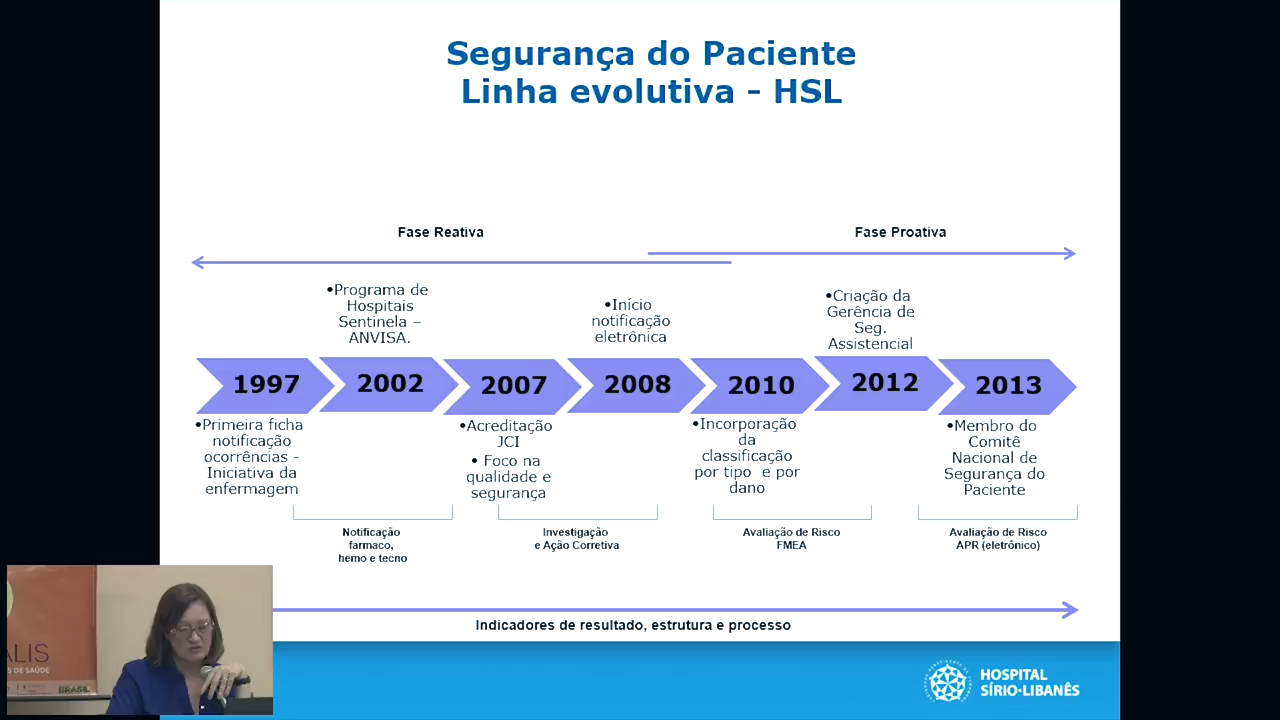 Segurança do Paciente
Linha evolutiva - HSL
Fase Reativa
Fase Proativa
•Programa de
Hospitais
Sentinela –
ANVISA.
•Início
notificação
eletrônica
•Criação da
Gerência de
Seg.
Assistencial
1997
2002
2007
2008
2010
2012
2013
•Primeira ficha
notificação
ocorrências -
Iniciativa da
enfermagem
•Acreditação
JCI
• Foco na
qualidade e
segurança
•Incorporação
da
classificação
por tipo e por
dano
•Membro do
Comitê
Nacional de
Segurança do
Paciente
Notificação
farmaco,
hemo e tecno
Investigação
e Ação Corretiva
Avaliação de Risco
FMEA
Avaliação de Risco
APR (eletrônico)
Indicadores de resultado, estrutura e processo
ALIS
S DE SAÚDE
BRASIL
HOSPITAL
SÍRIO-LIBANÊS